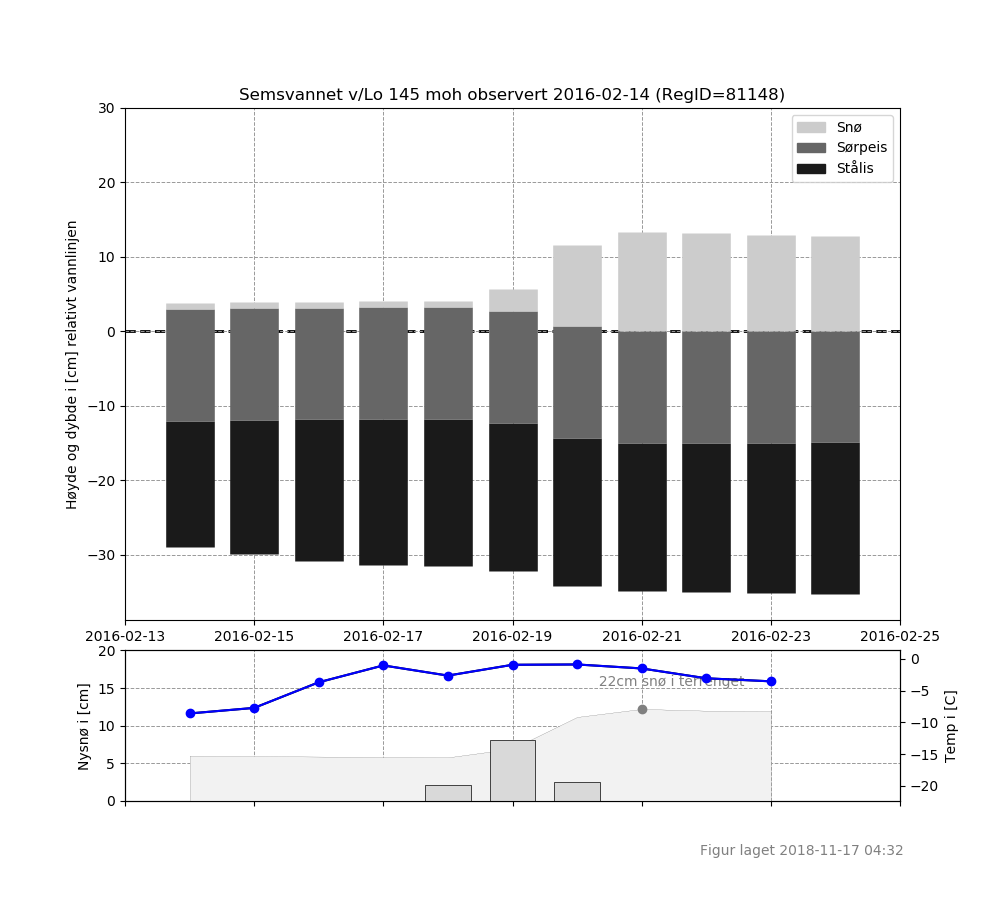 Semsvannet v/Lo 145 moh observert 2016-02-14 (RegID=81148)
Høyde og dybde i [cm] relativt vannlinjen
30
20
10
0
−10
−20
−30
Snø
Sørpeis
Stålis
2016-02-13 2016-02-15 2016-02-17 2016-02-19 2016-02-21 2016-02-23 2016-02-25
Nysnø i [cm]
20
15
10
5
0
22cm snø i terrenget
0
−5
−10
−15
−20
Temp i [C]
Figur laget 2018-11-17 04:32